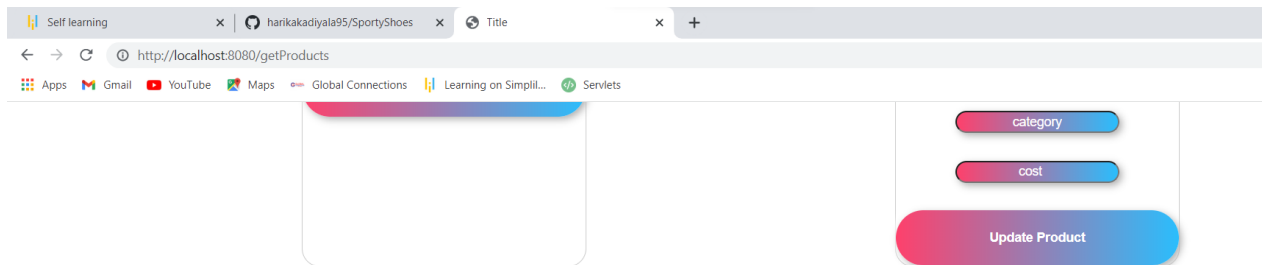 Self learning harikakadiyala95/SportyShoes Title
http://localhost:8080/getProducts
Apps Gmail YouTube Maps Global Connections Learning on Simplil... Servlets
category
cost
Update Product